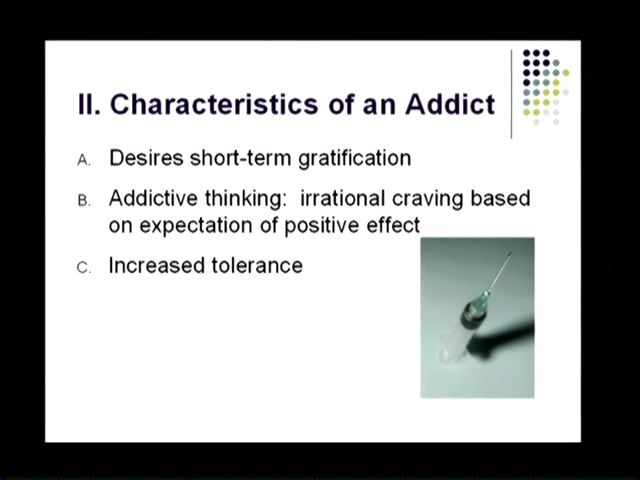 II. Characteristics of an Addict
A. Desires short-term gratification
B. Addictive thinking: irrational craving based
on expectation of positive effect
C. Increased tolerance